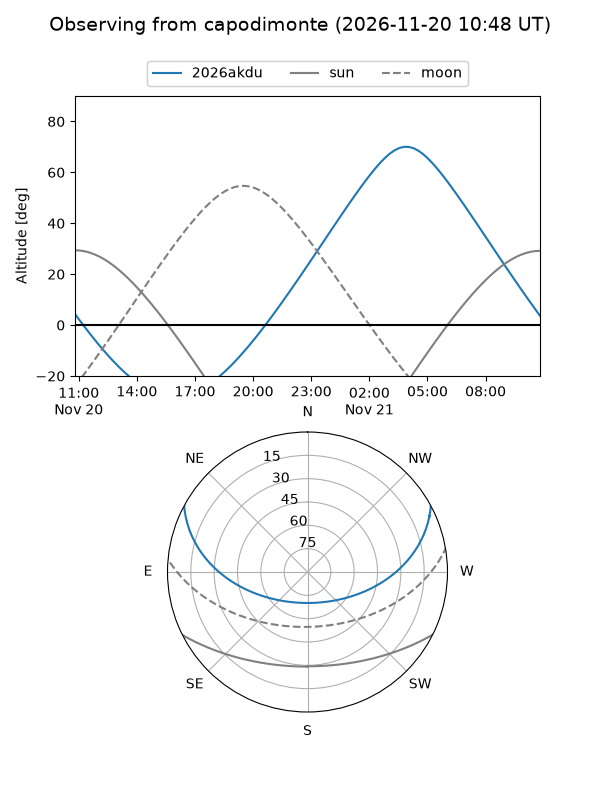 Observing from capodimonte (2026-11-20 10:48 UT)
2026akdu sun moon
Altitude [deg]
80
60
40
20
0
−20
11:00 14:00 17:00 20:00 23:00 02:00 05:00 08:00
Nov 20 Nov 21
N
NE NW
15
30
45
60
75
E W
SE SW
S